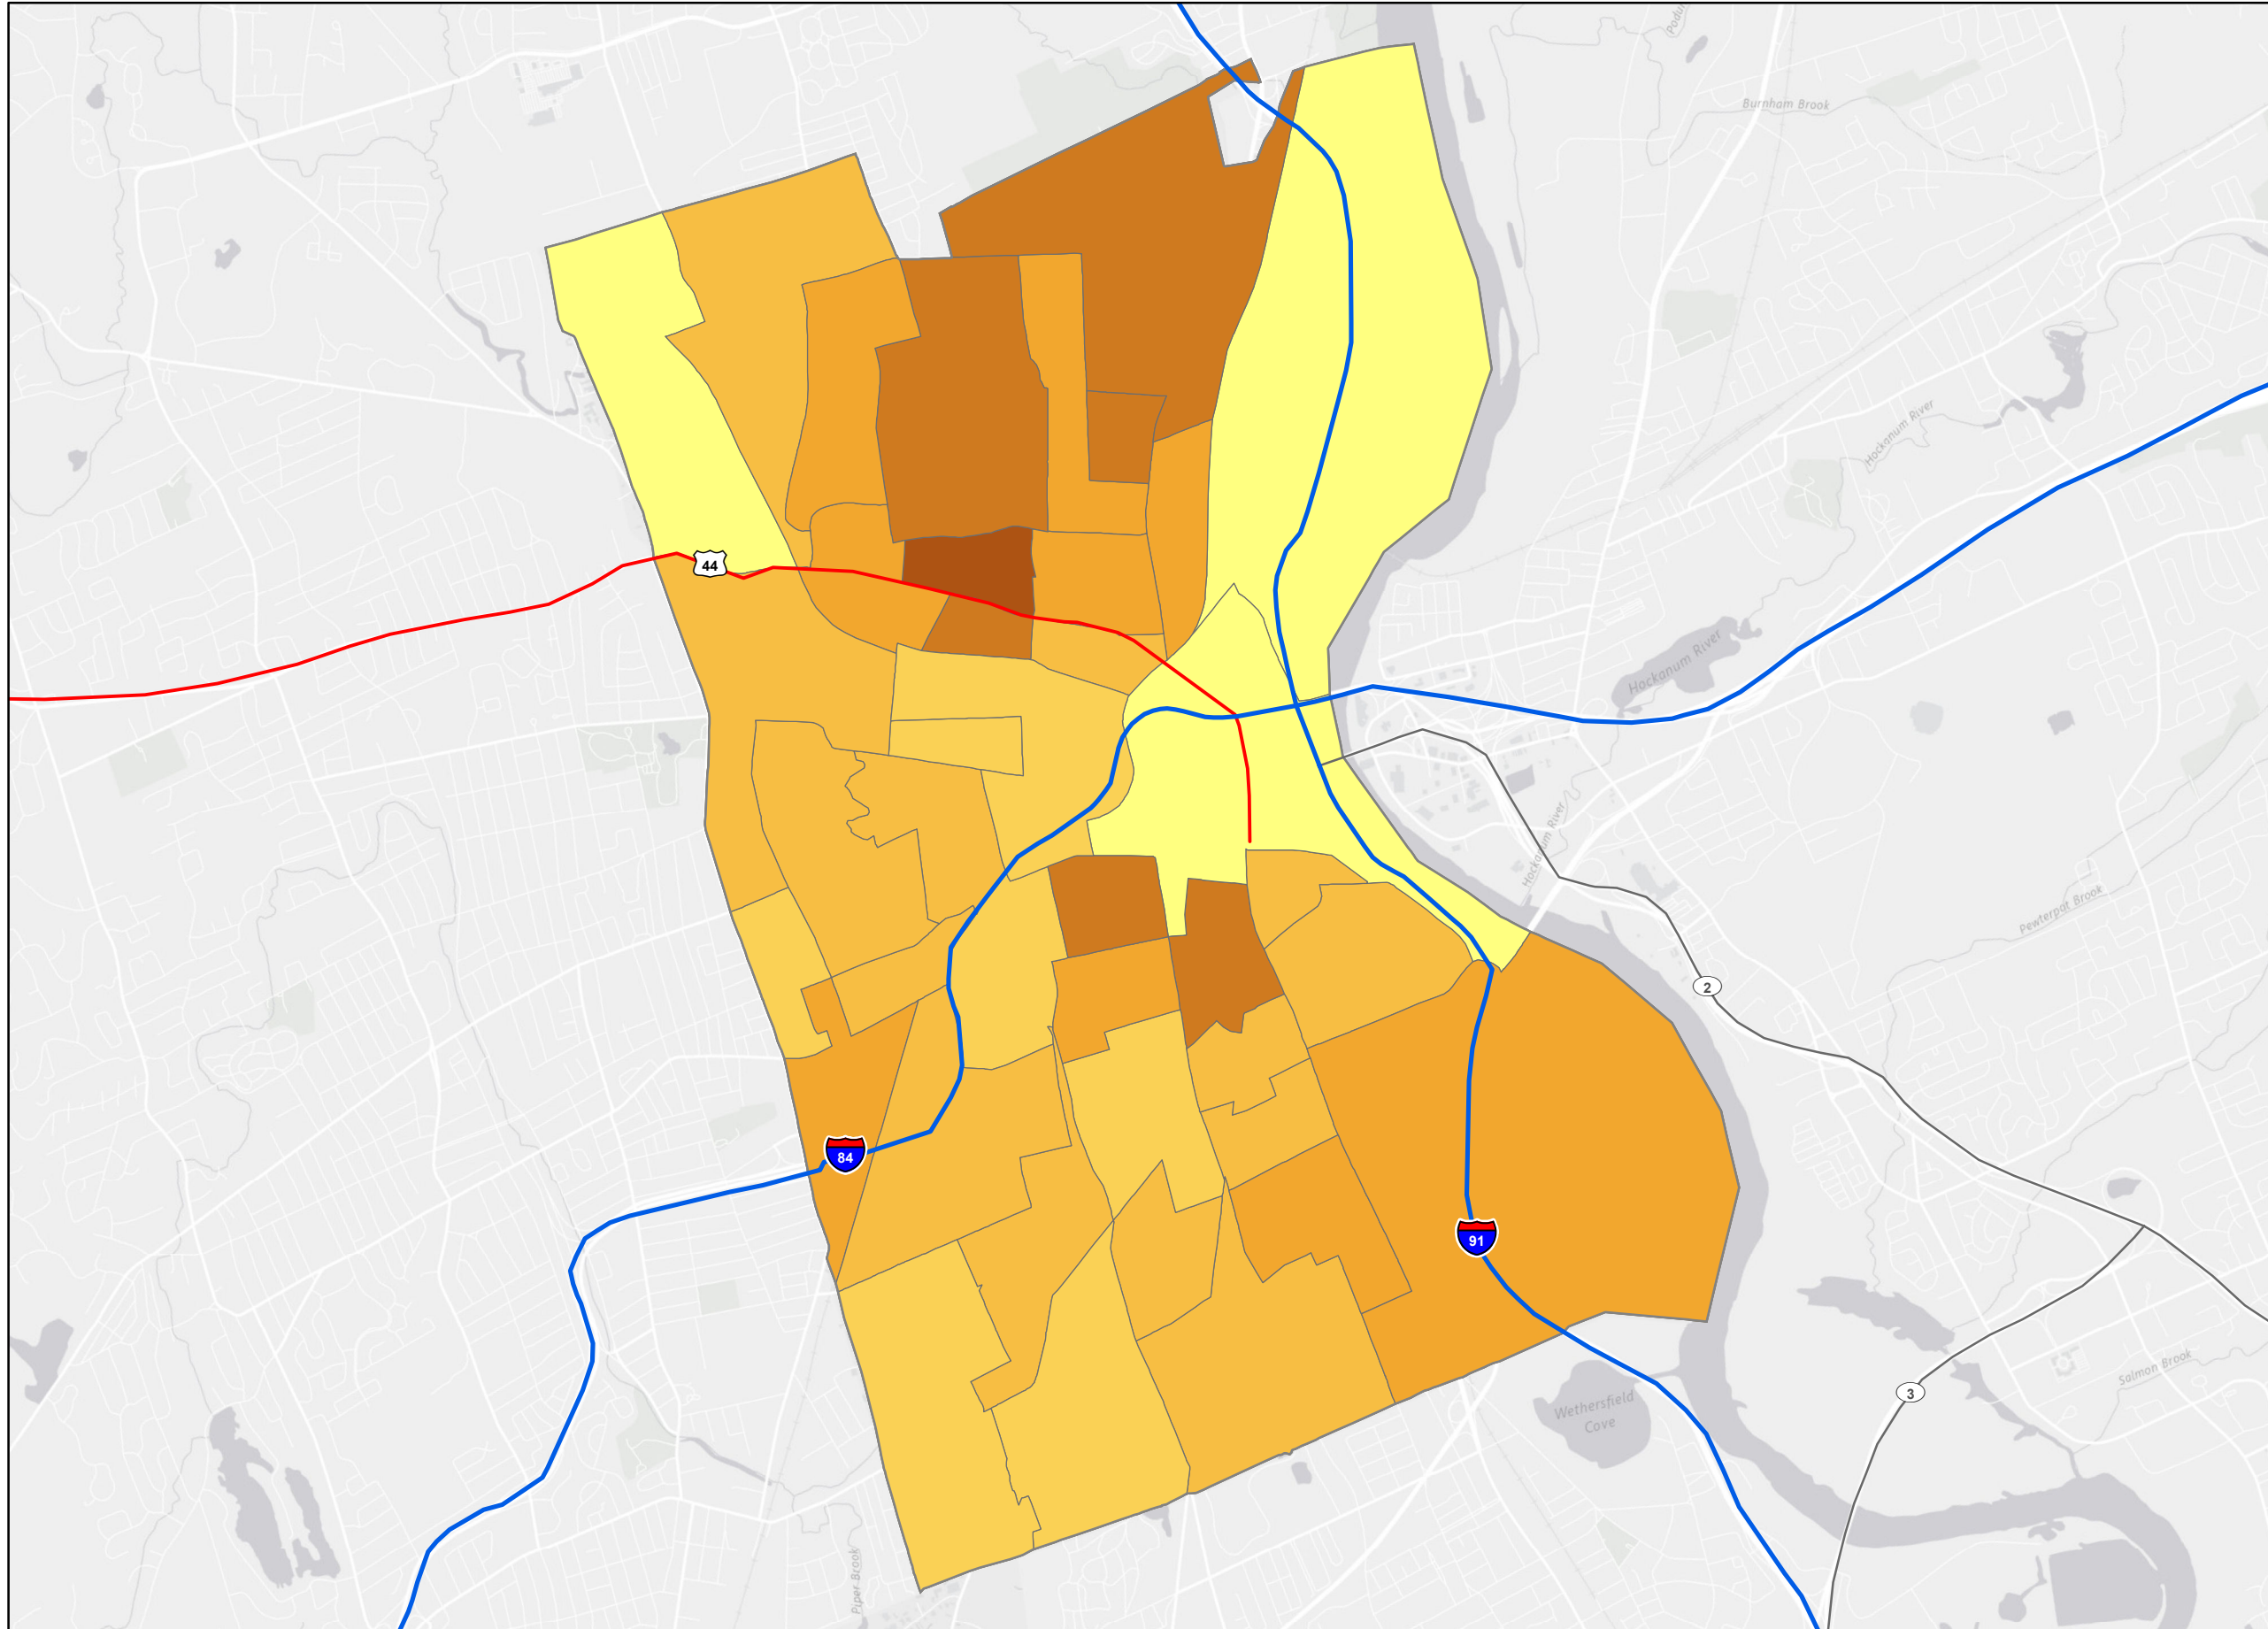 Podu
Burnham Brook
Hockanum River
44
Hockanum River
Hockanum River
Pewterpot Brook
2
84
91
Salmon Brook
3
Wethersfield
Cove
Piper Brook